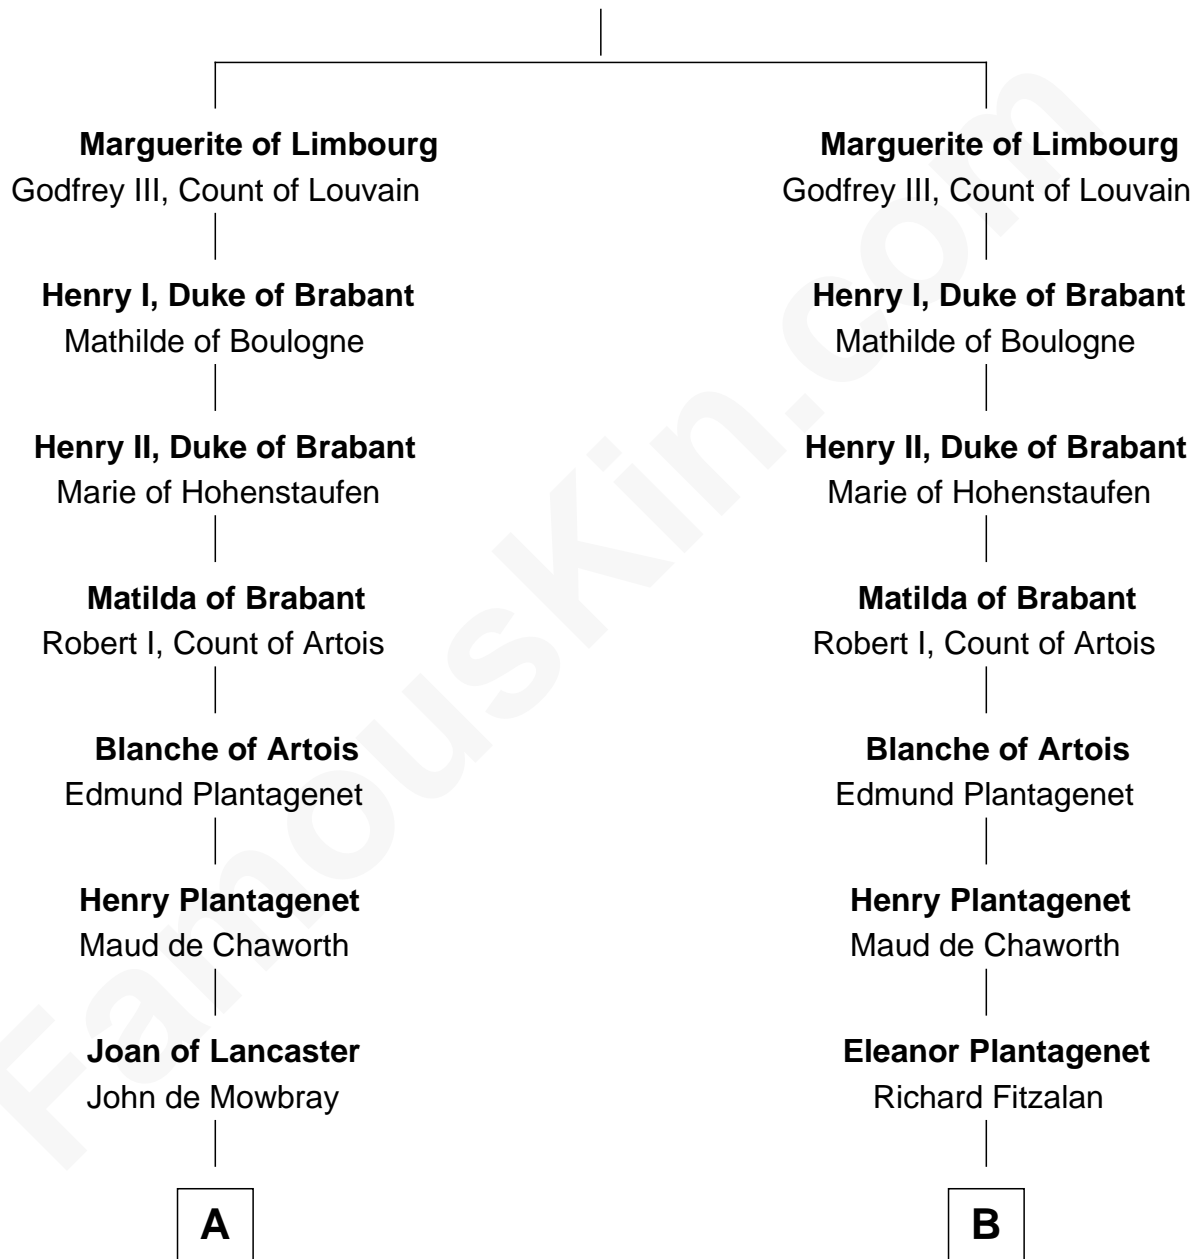 Marguerite of Limbourg
Godfrey III, Count of Louvain
Henry I, Duke of Brabant
Mathilde of Boulogne
Henry II, Duke of Brabant
Marie of Hohenstaufen
Matilda of Brabant
Robert I, Count of Artois
Blanche of Artois
Edmund Plantagenet
Henry Plantagenet
Maud de Chaworth
Joan of Lancaster
John de Mowbray
A
Marguerite of Limbourg
Godfrey III, Count of Louvain
Henry I, Duke of Brabant
Mathilde of Boulogne
Henry II, Duke of Brabant
Marie of Hohenstaufen
Matilda of Brabant
Robert I, Count of Artois
Blanche of Artois
Edmund Plantagenet
Henry Plantagenet
Maud de Chaworth
Eleanor Plantagenet
Richard Fitzalan
B
FamousKin.com